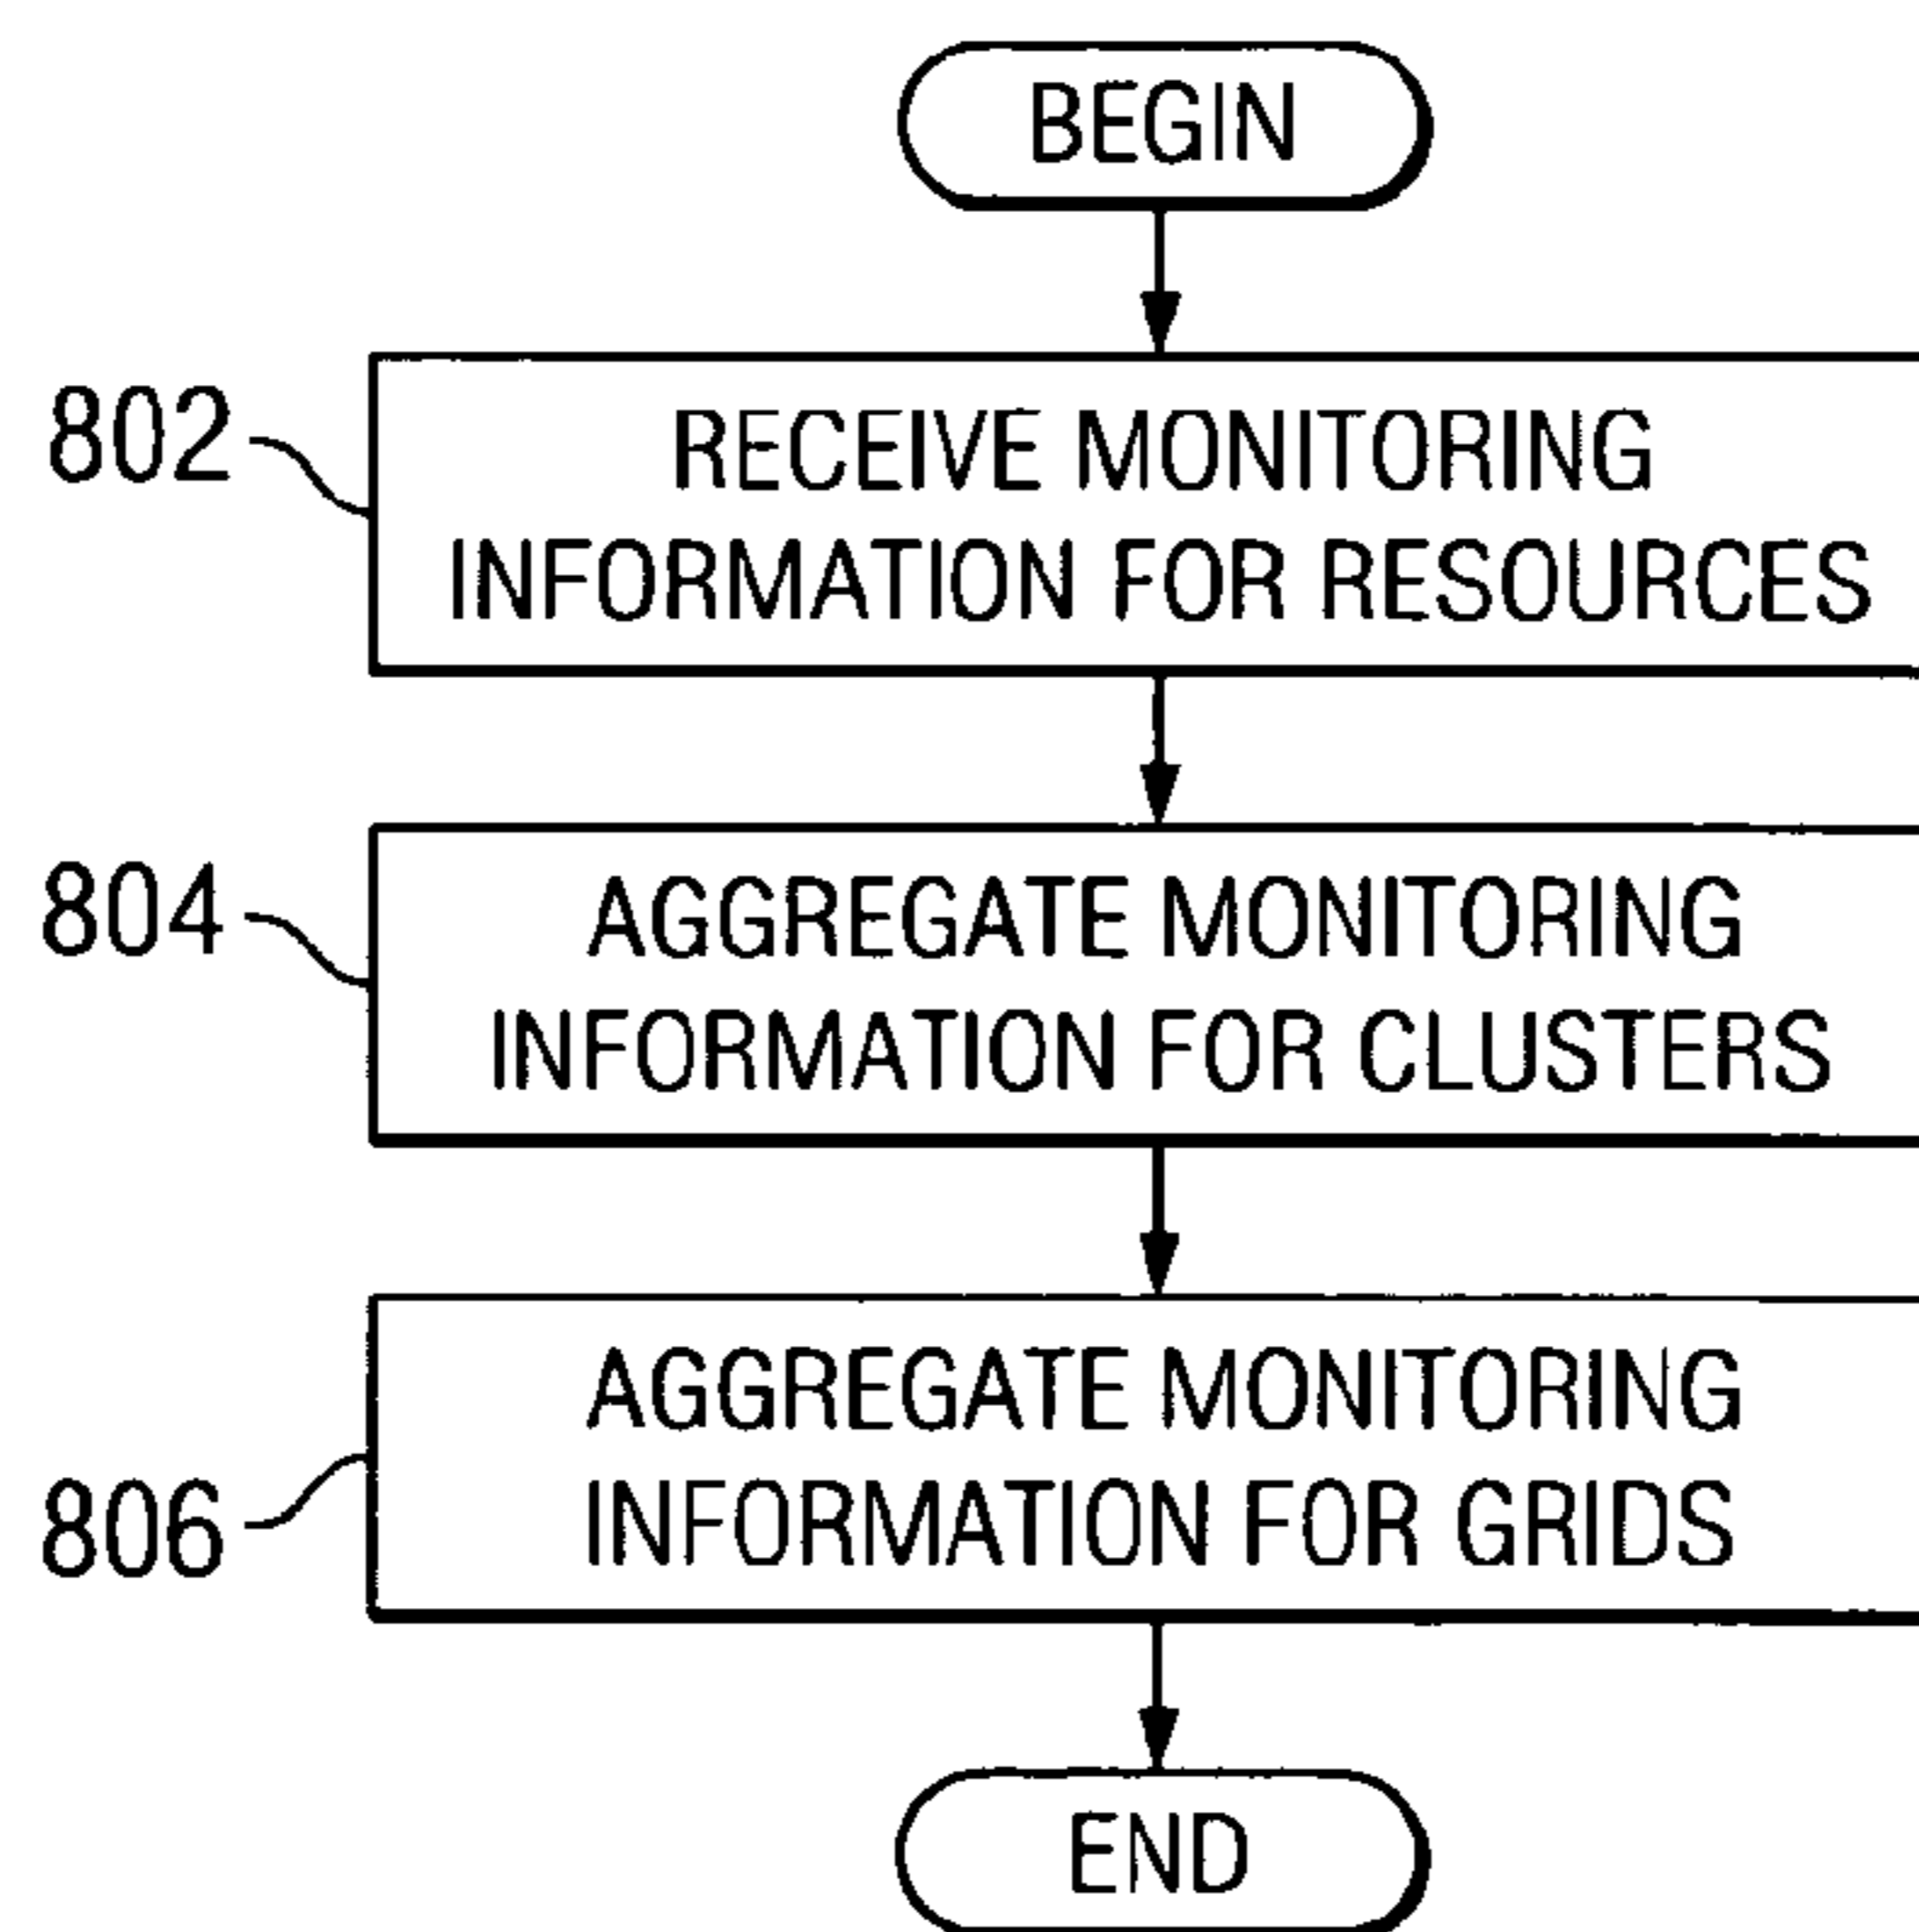 BEGIN
802
RECEIVE MONITORING
INFORMATION FOR RESOURCES
804
AGGREGATE MONITORING
INFORMATION FOR CLUSTERS
806
AGGREGATE MONITORING
INFORMATION FOR GRIDS
END